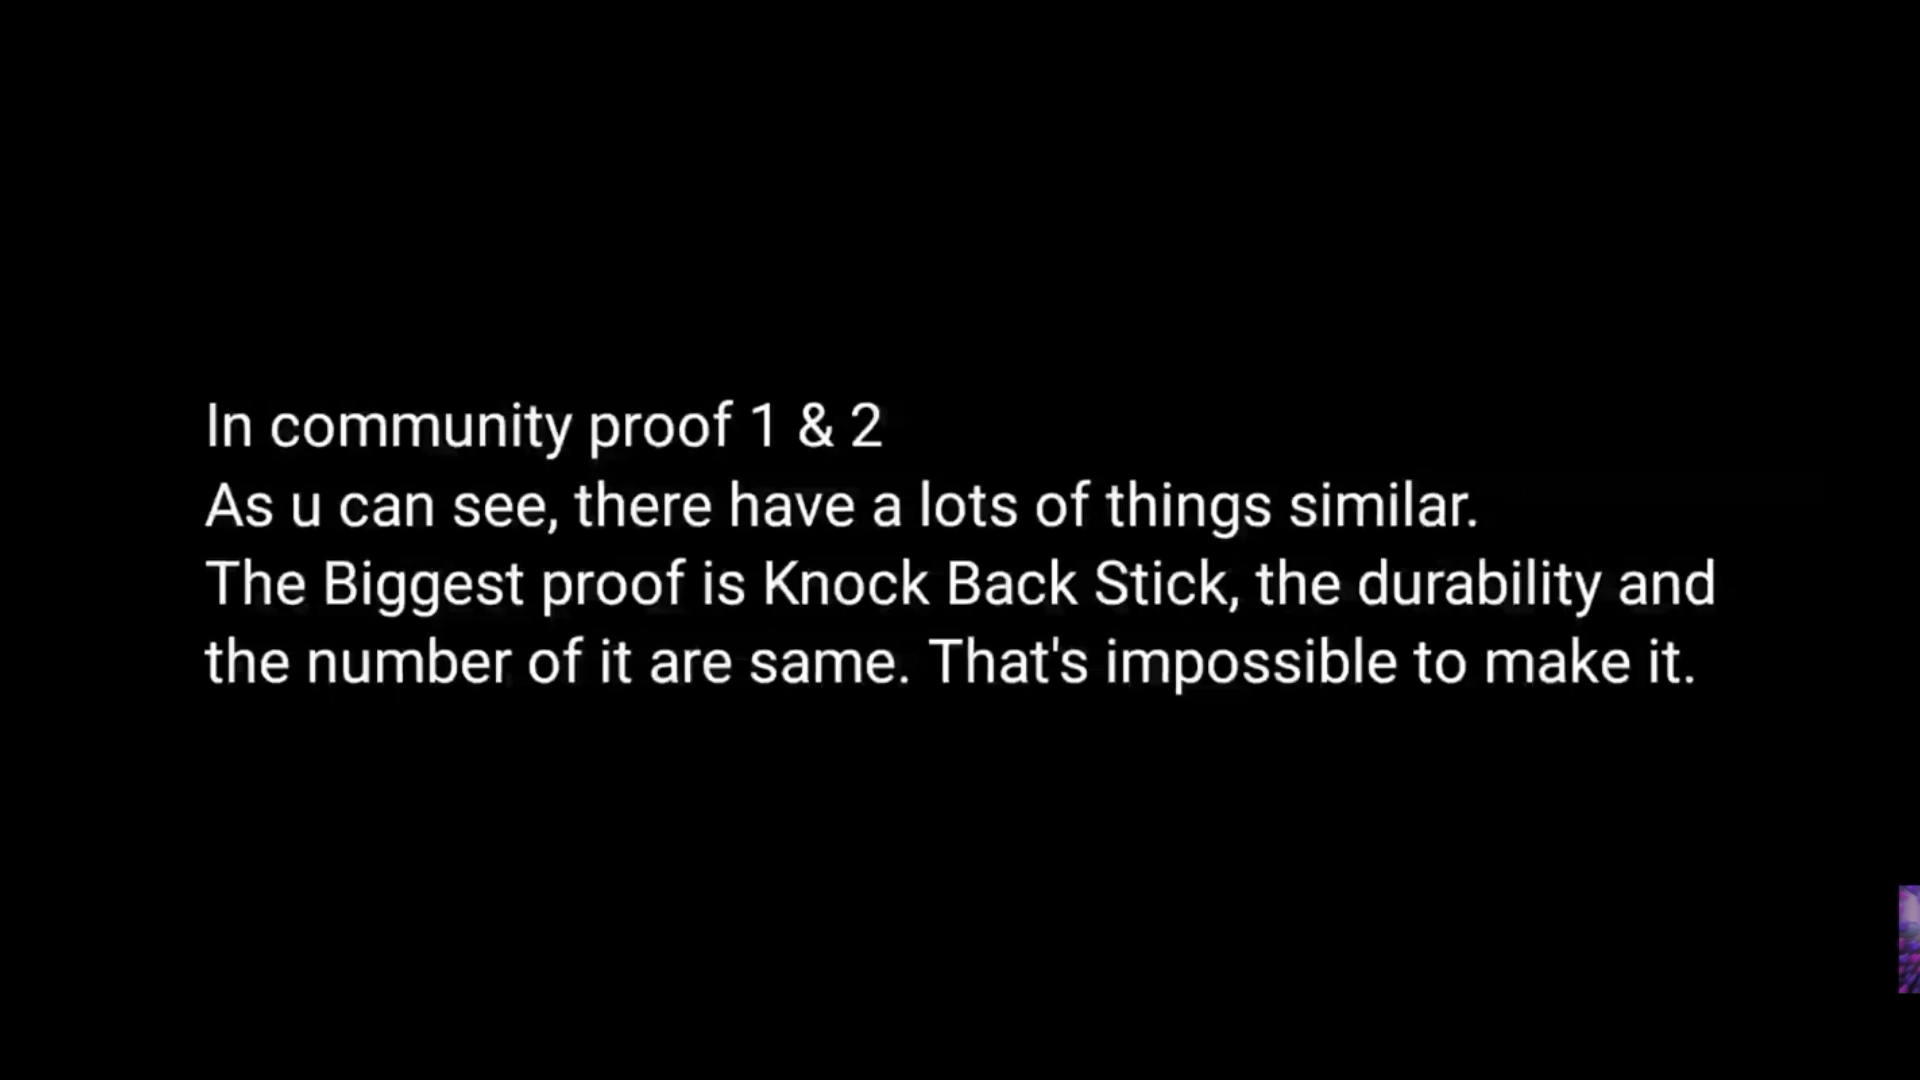 In community proof 1 & 2
As u can see, there have a lots of things similar.
The Biggest proof is Knock Back Stick, the durability and
the number of it are same. That's impossible to make it.